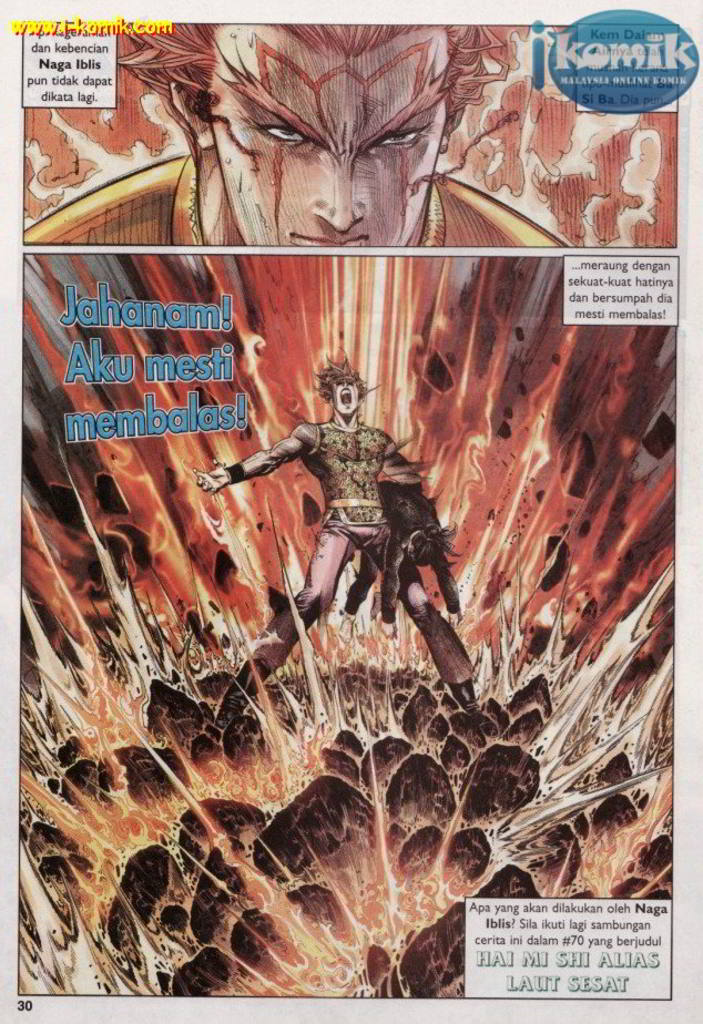 www.i-komik.com
dan kebencian
Naga Iblis
pun tidak dapat
dikata lagi.
Kem Dalam
ikomik
MALAYSIA ONLINE KOMIK
Si Ba. Dia pun...
...meraung dengan
sekuat-kuat hatinya
dan bersumpah dia
mesti membalas!
Jahanam!
Aku mesti
membalas!
Apa yang akan dilakukan oleh Naga
Iblis? Sila ikuti lagi sambungan
cerita ini dalam #70 yang berjudul
HAI MI SHI ALIAS
LAUT SESAT
30